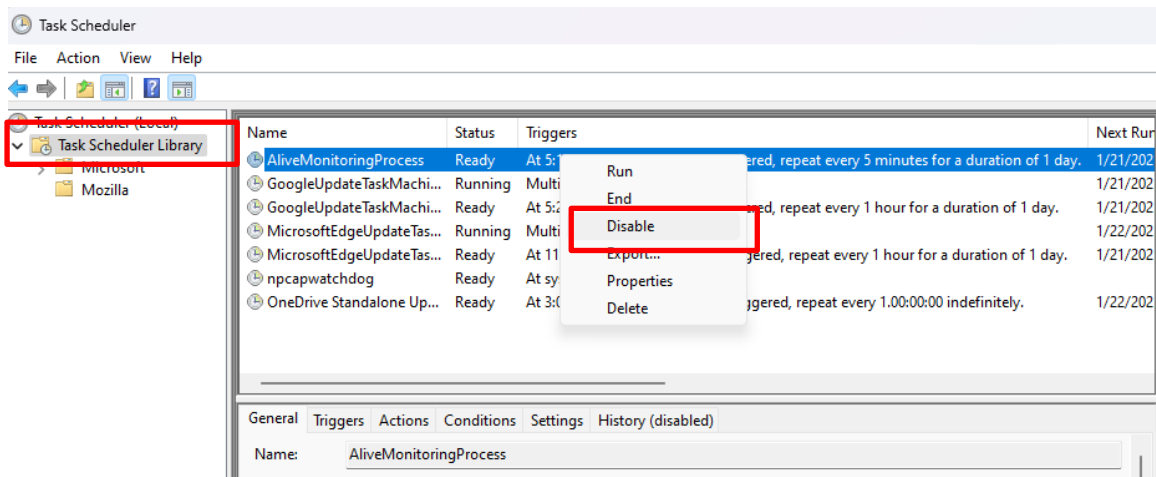 Task Scheduler
File Action View Help
Task Scheduler (Local)
Task Scheduler Library
Microsoft
Mozilla
Name Status Triggers Next Run
AliveMonitoringProcess Ready At 5:1 ered, repeat every 5 minutes for a duration of 1 day. 1/21/202
GoogleUpdateTaskMachi... Running Multi 1/21/202
GoogleUpdateTaskMachi... Ready At 5:2 ered, repeat every 1 hour for a duration of 1 day. 1/21/202
MicrosoftEdgeUpdateTas... Running Multi 1/22/202
MicrosoftEdgeUpdateTas... Ready At 11 gered, repeat every 1 hour for a duration of 1 day. 1/21/202
npcapwatchdog Ready At sy
OneDrive Standalone Up... Ready At 3:0 ggered, repeat every 1.00:00:00 indefinitely. 1/22/202
Run
End
Disable
Export...
Properties
Delete
General Triggers Actions Conditions Settings History (disabled)
Name: AliveMonitoringProcess